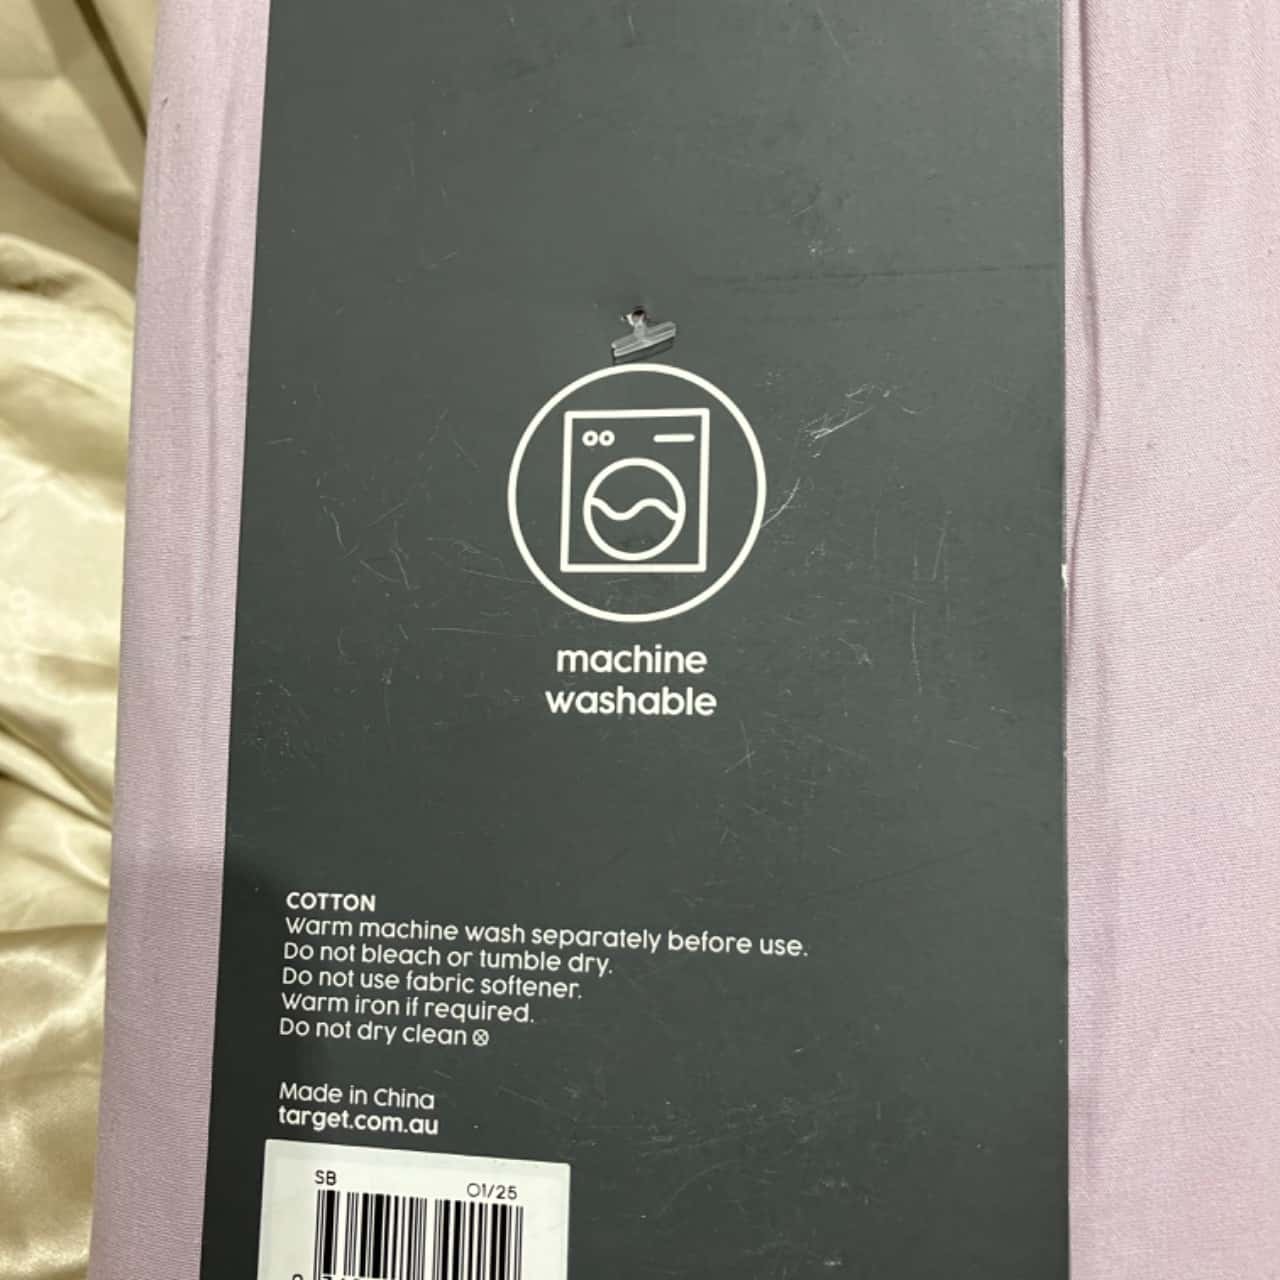 machine
washable
COTTON
Warm machine wash separately before use.
Do not bleach or tumble dry.
Do not use fabric softener.
Warm iron if required.
Do not dry clean ⊗
Made in China
target.com.au
SB 01/25